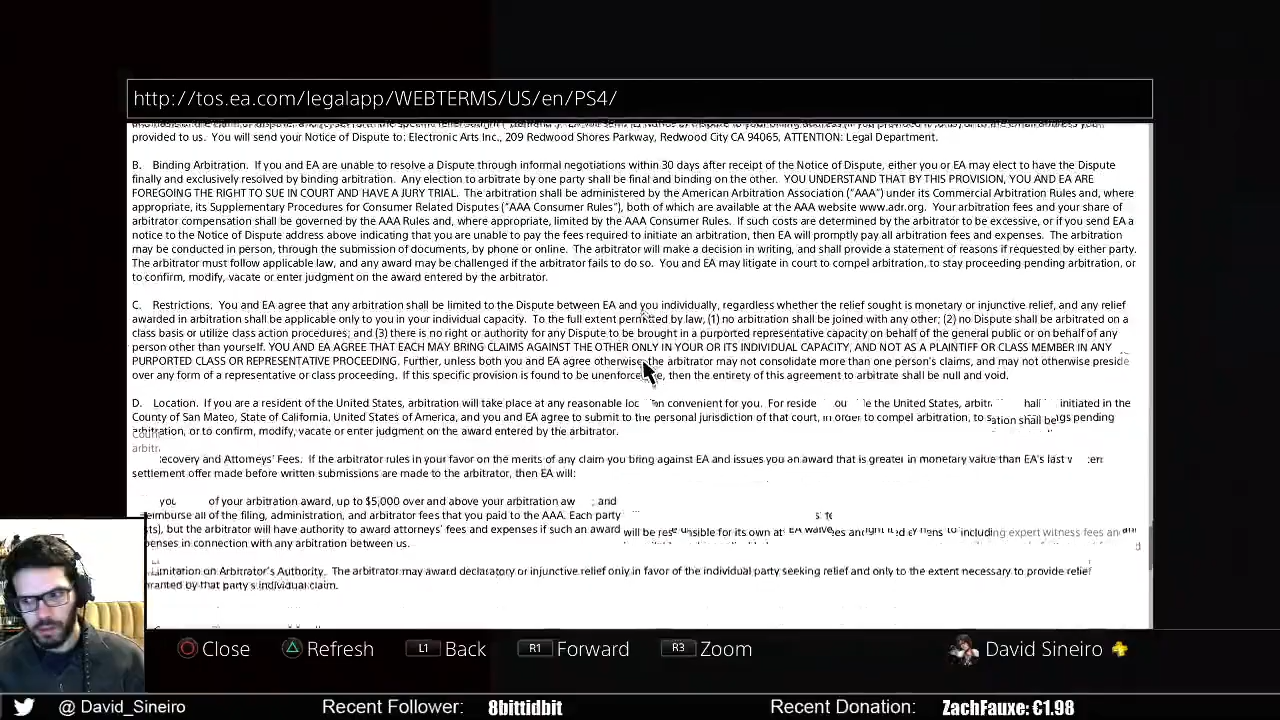 http://tos.ea.com/legalapp/WEBTERMS/US/en/PS4/
provided to us. You will send your Notice of Dispute to: Electronic Arts Inc., 209 Redwood Shores Parkway, Redwood City CA 94065, ATTENTION: Legal Department.
B. Binding Arbitration. If you and EA are unable to resolve a Dispute through informal negotiations within 30 days after receipt of the Notice of Dispute, either you or EA may elect to have the Dispute
finally and exclusively resolved by binding arbitration. Any election to arbitrate by one party shall be final and binding on the other. YOU UNDERSTAND THAT BY THIS PROVISION, YOU AND EA ARE
FOREGOING THE RIGHT TO SUE IN COURT AND HAVE A JURY TRIAL. The arbitration shall be administered by the American Arbitration Association (“AAA”) under its Commercial Arbitration Rules and, where
appropriate, its Supplementary Procedures for Consumer Related Disputes (“AAA Consumer Rules”), both of which are available at the AAA website www.adr.org. Your arbitration fees and your share of
arbitrator compensation shall be governed by the AAA Rules and, where appropriate, limited by the AAA Consumer Rules. If such costs are determined by the arbitrator to be excessive, or if you send EA a
notice to the Notice of Dispute address above indicating that you are unable to pay the fees required to initiate an arbitration, then EA will promptly pay all arbitration fees and expenses. The arbitration
may be conducted in person, through the submission of documents, by phone or online. The arbitrator will make a decision in writing, and shall provide a statement of reasons if requested by either party.
The arbitrator must follow applicable law, and any award may be challenged if the arbitrator fails to do so. You and EA may litigate in court to compel arbitration, to stay proceeding pending arbitration, or
to confirm, modify, vacate or enter judgment on the award entered by the arbitrator.
C. Restrictions. You and EA agree that any arbitration shall be limited to the Dispute between EA and you individually, regardless whether the relief sought is monetary or injunctive relief, and any relief
awarded in arbitration shall be applicable only to you in your individual capacity. To the full extent permitted by law, (1) no arbitration shall be joined with any other; (2) no Dispute shall be arbitrated on a
class basis or utilize class action procedures; and (3) there is no right or authority for any Dispute to be brought in a purported representative capacity on behalf of the general public or on behalf of any
person other than yourself. YOU AND EA AGREE THAT EACH MAY BRING CLAIMS AGAINST THE OTHER ONLY IN YOUR OR ITS INDIVIDUAL CAPACITY, AND NOT AS A PLAINTIFF OR CLASS MEMBER IN ANY
PURPORTED CLASS OR REPRESENTATIVE PROCEEDING. Further, unless both you and EA agree otherwise, the arbitrator may not consolidate more than one person's claims, and may not otherwise preside
over any form of a representative or class proceeding. If this specific provision is found to be then the entirety of this agreement to arbitrate shall be null and void.
D. Location. If you are a resident of the United States, arbitration will take place at any reasonable convenient for you. For the United States, initiated in the
County of San Mateo, State of California, United States of America, and you and EA agree to submit to the personal jurisdiction of that court, in order to compel arbitration, to pending
arbitration, or to confirm, modify, vacate or enter judgment on the award entered by the arbitrator.
ecovery and Attorneys' Fees. If the arbitrator rules in your favor on the merits of any claim you bring against EA and issues you an award that is greater in monetary value than EA's last
settlement offer made before written submissions are made to the arbitrator, then EA will:
you of your arbitration award, up to $5,000 over and above your arbitration and
eimburse all of the filing, administration, and arbitrator fees that you paid to the AAA. Each party
but the arbitrator will have authority to award attorneys' fees and expenses if such an award will be for its own including expert witness fees
penses in connection with any arbitration between us.
imitation on Arbitrator's Authority. The arbitrator may award declaratory or injunctive relief only in favor of the individual party seeking relief and only to the extent necessary to provide relief
ranted by that party's individual claim.
Close Refresh L1 Back R1 Forward R3 Zoom David Sineiro
@ David_Sineiro Recent Follower: 8bittidbit Recent Donation: ZachFauxe: €1.98